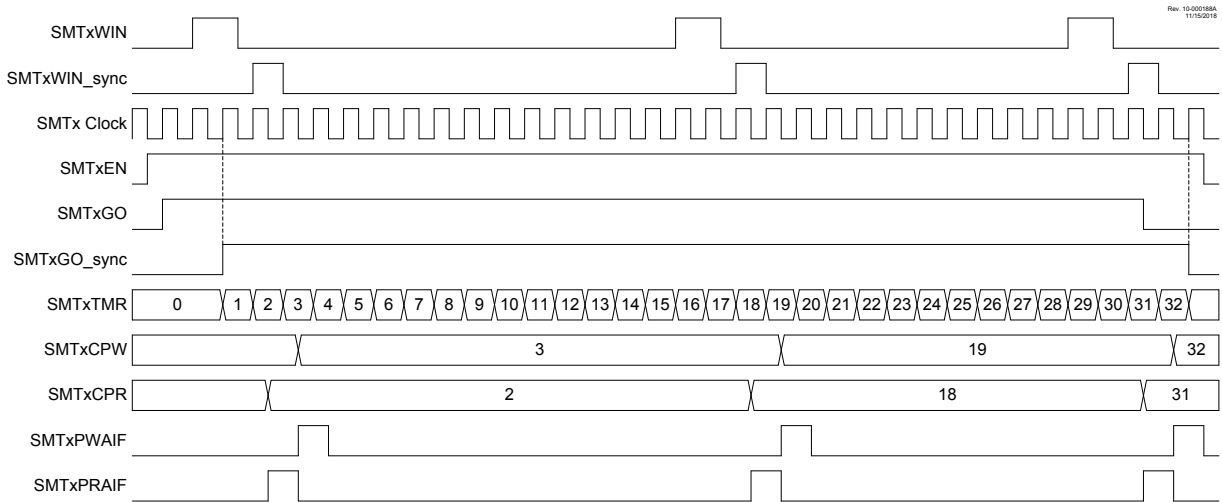 Rev. 10-000188A
11/15/2018
SMTxWIN
SMTxWIN_sync
SMTx Clock
SMTxEN
SMTxGO
SMTxGO_sync
SMTxTMR 0 1 2 3 4 5 6 7 8 9 10 11 12 13 14 15 16 17 18 19 20 21 22 23 24 25 26 27 28 29 30 31 32
SMTxCPW 3 19 32
SMTxCPR 2 18 31
SMTxPWAIF
SMTxPRAIF